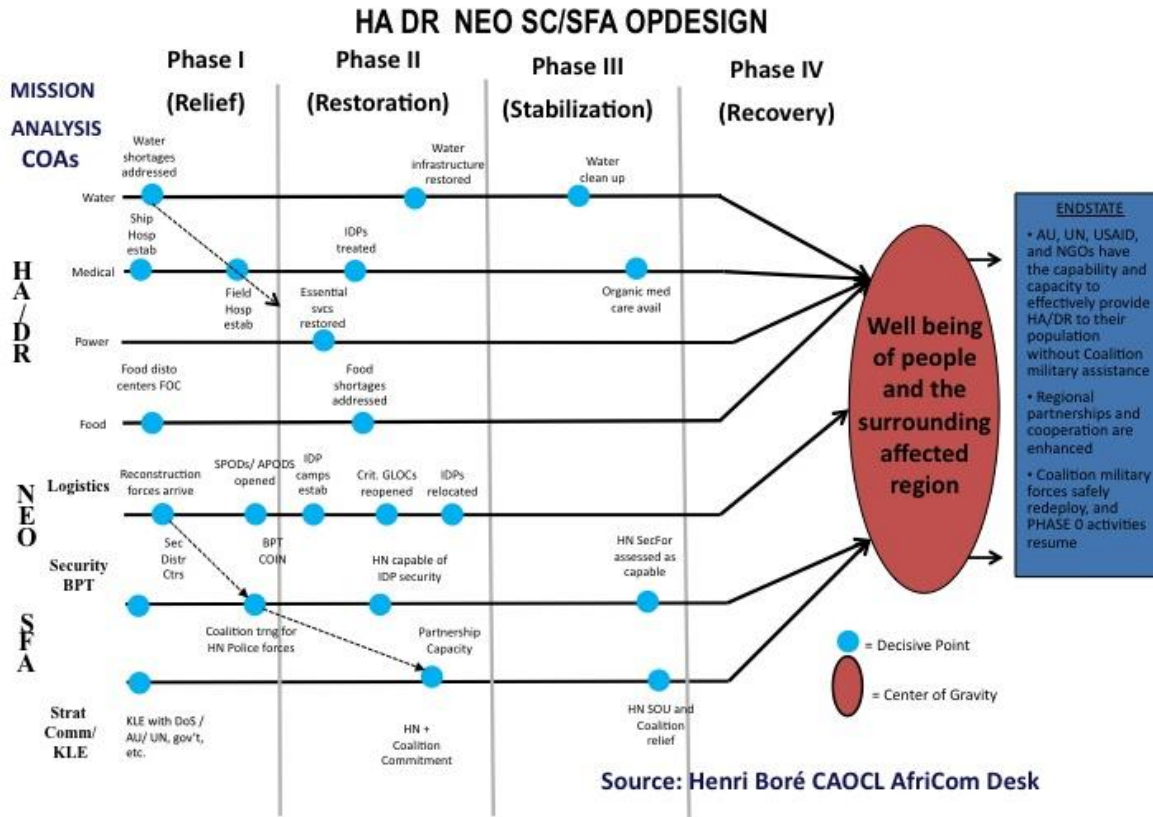 HA DR  NEO SC/SFA OPDESIGN
Phase I
(Relief)
Phase II
(Restoration)
Phase III
(Stabilization)
Phase IV
(Recovery)
MISSION
ANALYSIS
COAs
HA/DR
NEO
SFA
Water
Water
shortages
addressed
Water
infrastructure
restored
Water
clean up
Medical
Ship
Hosp
estab
Field
Hosp
estab
IDPs
treated
Organic med
care avail
Power
Essential
svcs
restored
Food
Food disto
centers FOC
Food
shortages
addressed
Logistics
Reconstruction
forces arrive
SPODs/ APODS
opened
IDP
camps
estab
Crit. GLOCs
reopened
IDPs
relocated
Security
BPT
Sec
Distr
Ctrs
BPT
COIN
HN capable of
IDP security
HN SecFor
assessed as
capable
Coalition trng for
HN Police forces
Partnership
Capacity
Strat
Comm/
KLE
KLE with DoS /
AU/ UN, gov't,
etc.
HN +
Coalition
Commitment
HN SOU and
Coalition
relief
Well being
of people
and the
surrounding
affected
region
ENDSTATE
• AU, UN, USAID,
and NGOs have
the capability and
capacity to
effectively provide
HA/DR to their
population
without Coalition
military assistance
• Regional
partnerships and
cooperation are
enhanced
• Coalition military
forces safely
redeploy, and
PHASE 0 activities
resume
= Decisive Point
= Center of Gravity
Source: Henri Boré CAOCL AfriCom Desk